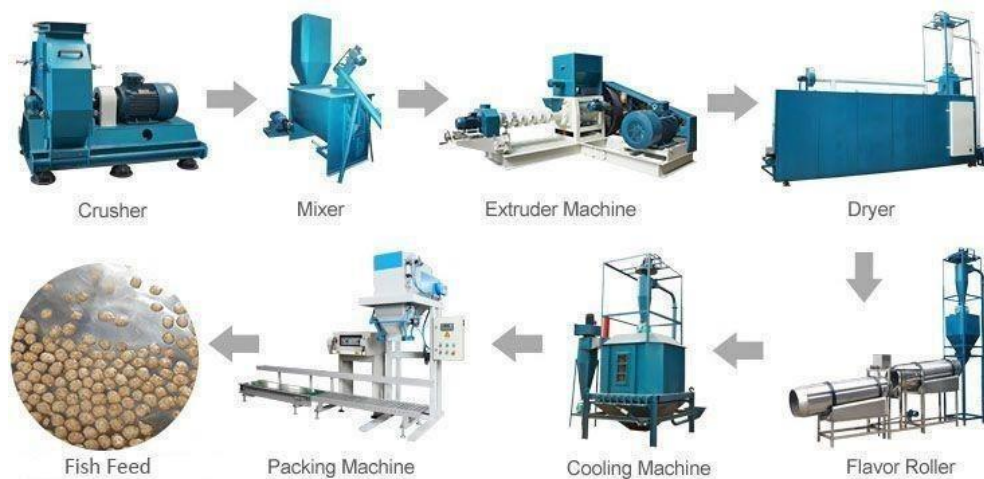 Crusher
Mixer
Extruder Machine
Dryer
Flavor Roller
Cooling Machine
Packing Machine
Fish Feed